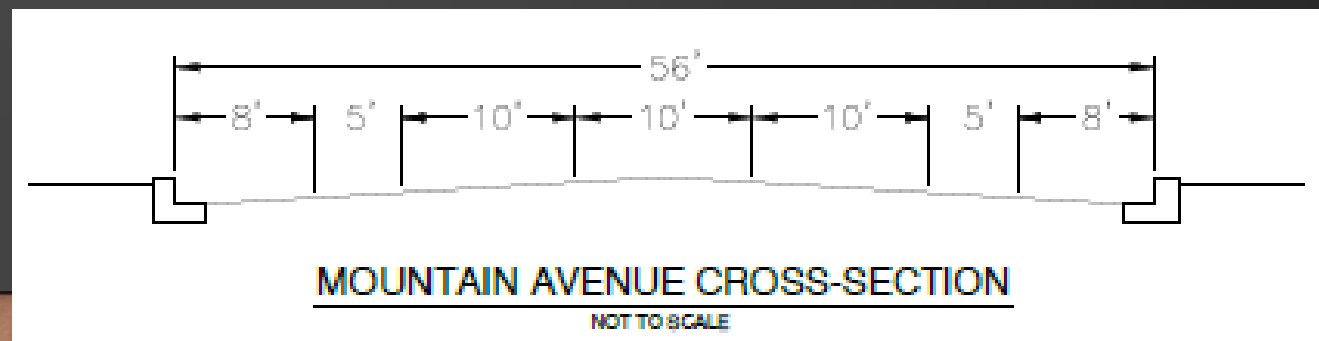 56'
8' 5' 10' 10' 10' 5' 8'
MOUNTAIN AVENUE CROSS-SECTION
NOT TO SCALE